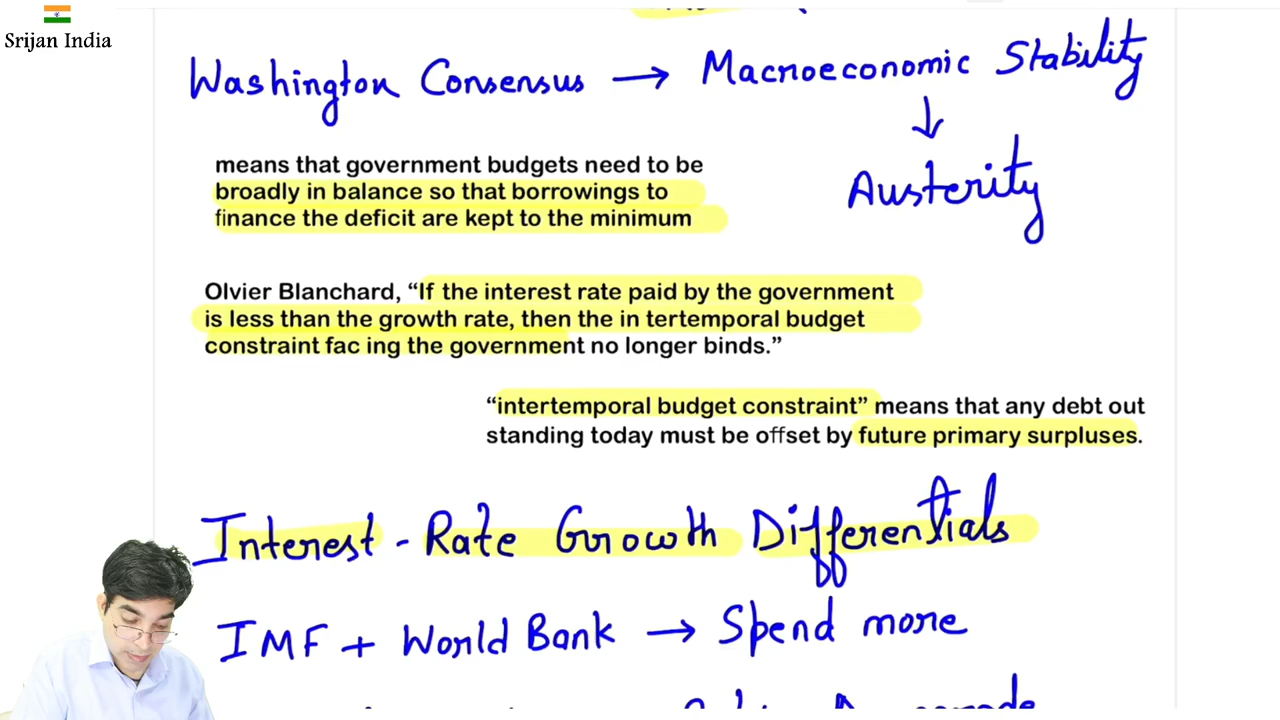 Srijan India
Washington Consensus → Macroeconomic Stability
↓
means that government budgets need to be
broadly in balance so that borrowings to
finance the deficit are kept to the minimum
Austerity
Olvier Blanchard, “If the interest rate paid by the government
is less than the growth rate, then the in tertemporal budget
constraint fac ing the government no longer binds.”
“intertemporal budget constraint” means that any debt out
standing today must be offset by future primary surpluses.
Interest-Rate Growth Differentials
IMF + World Bank → Spend more